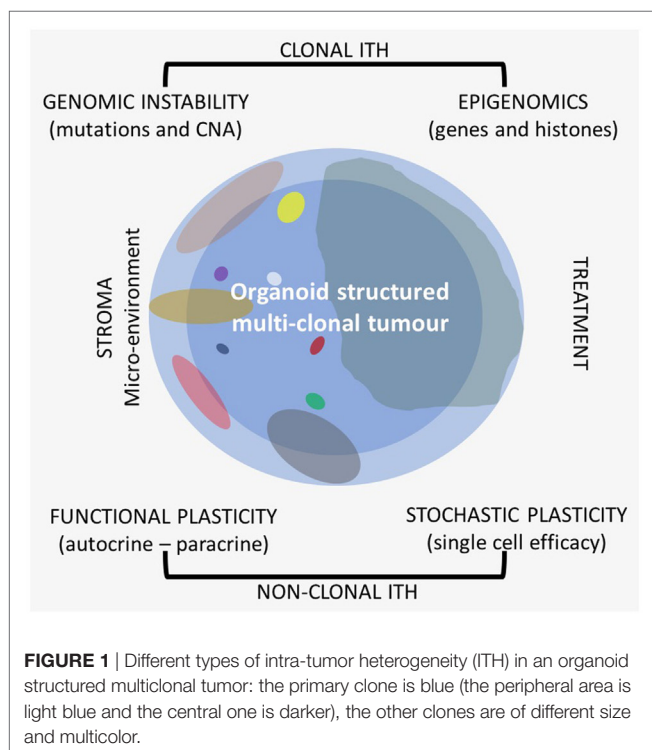 CLONAL ITH
GENOMIC INSTABILITY
(mutations and CNA)
EPIGENOMICS
(genes and histones)
STROMA
Micro-environment
Organoid structured
multi-clonal tumour
TREATMENT
FUNCTIONAL PLASTICITY
(autocrine – paracrine)
STOCHASTIC PLASTICITY
(single cell efficacy)
NON-CLONAL ITH
FIGURE 1 | Different types of intra-tumor heterogeneity (ITH) in an organoid
structured multiclonal tumor: the primary clone is blue (the peripheral area is
light blue and the central one is darker), the other clones are of different size
and multicolor.